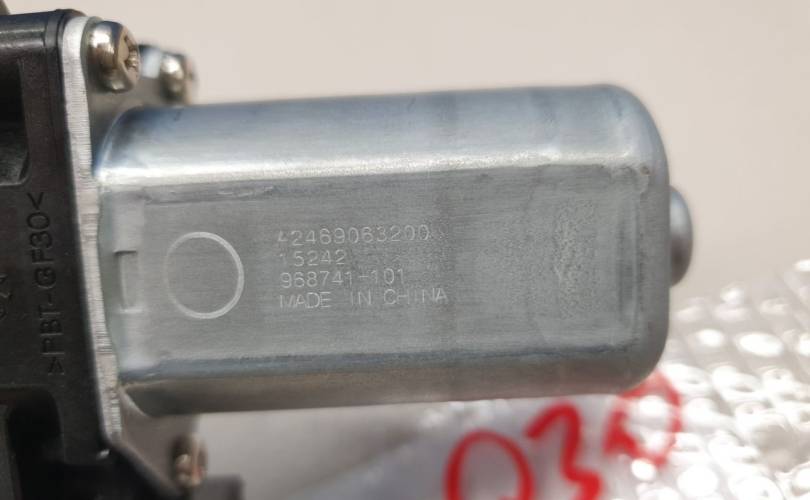 42469063200
15242
968741-101
MADE IN CHINA
>PBT-GF30<